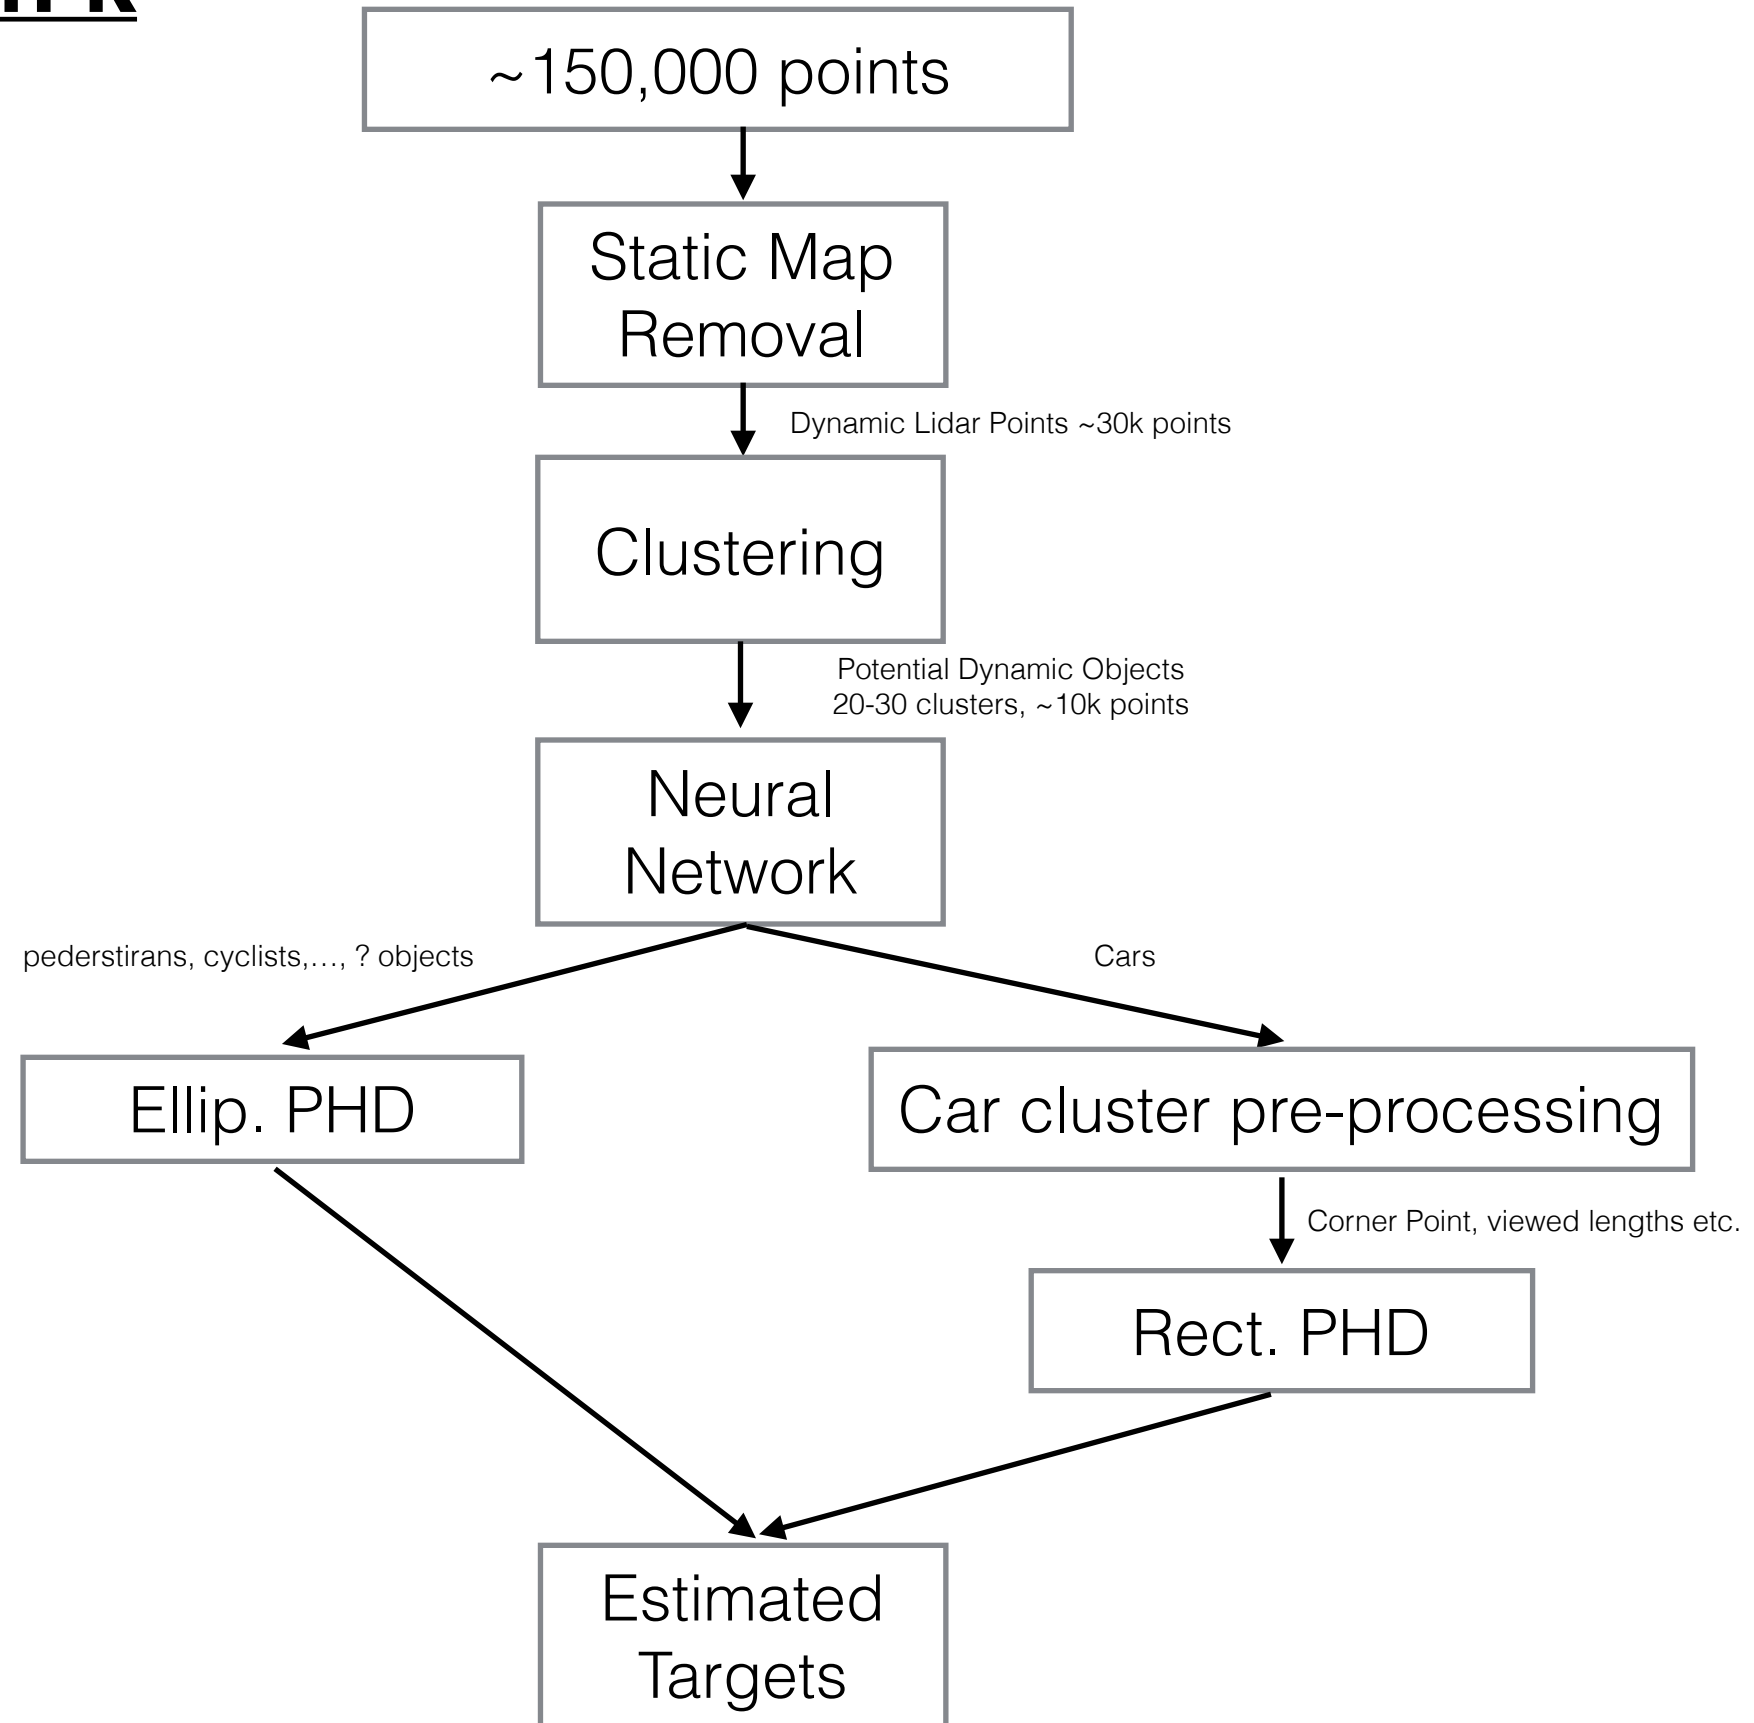 ~150,000 points
Static Map
Removal
Dynamic Lidar Points ~30k points
Clustering
Potential Dynamic Objects
20-30 clusters, ~10k points
Neural
Network
pederstirans, cyclists,…, ? objects
Cars
Ellip. PHD
Car cluster pre-processing
Corner Point, viewed lengths etc.
Rect. PHD
Estimated
Targets